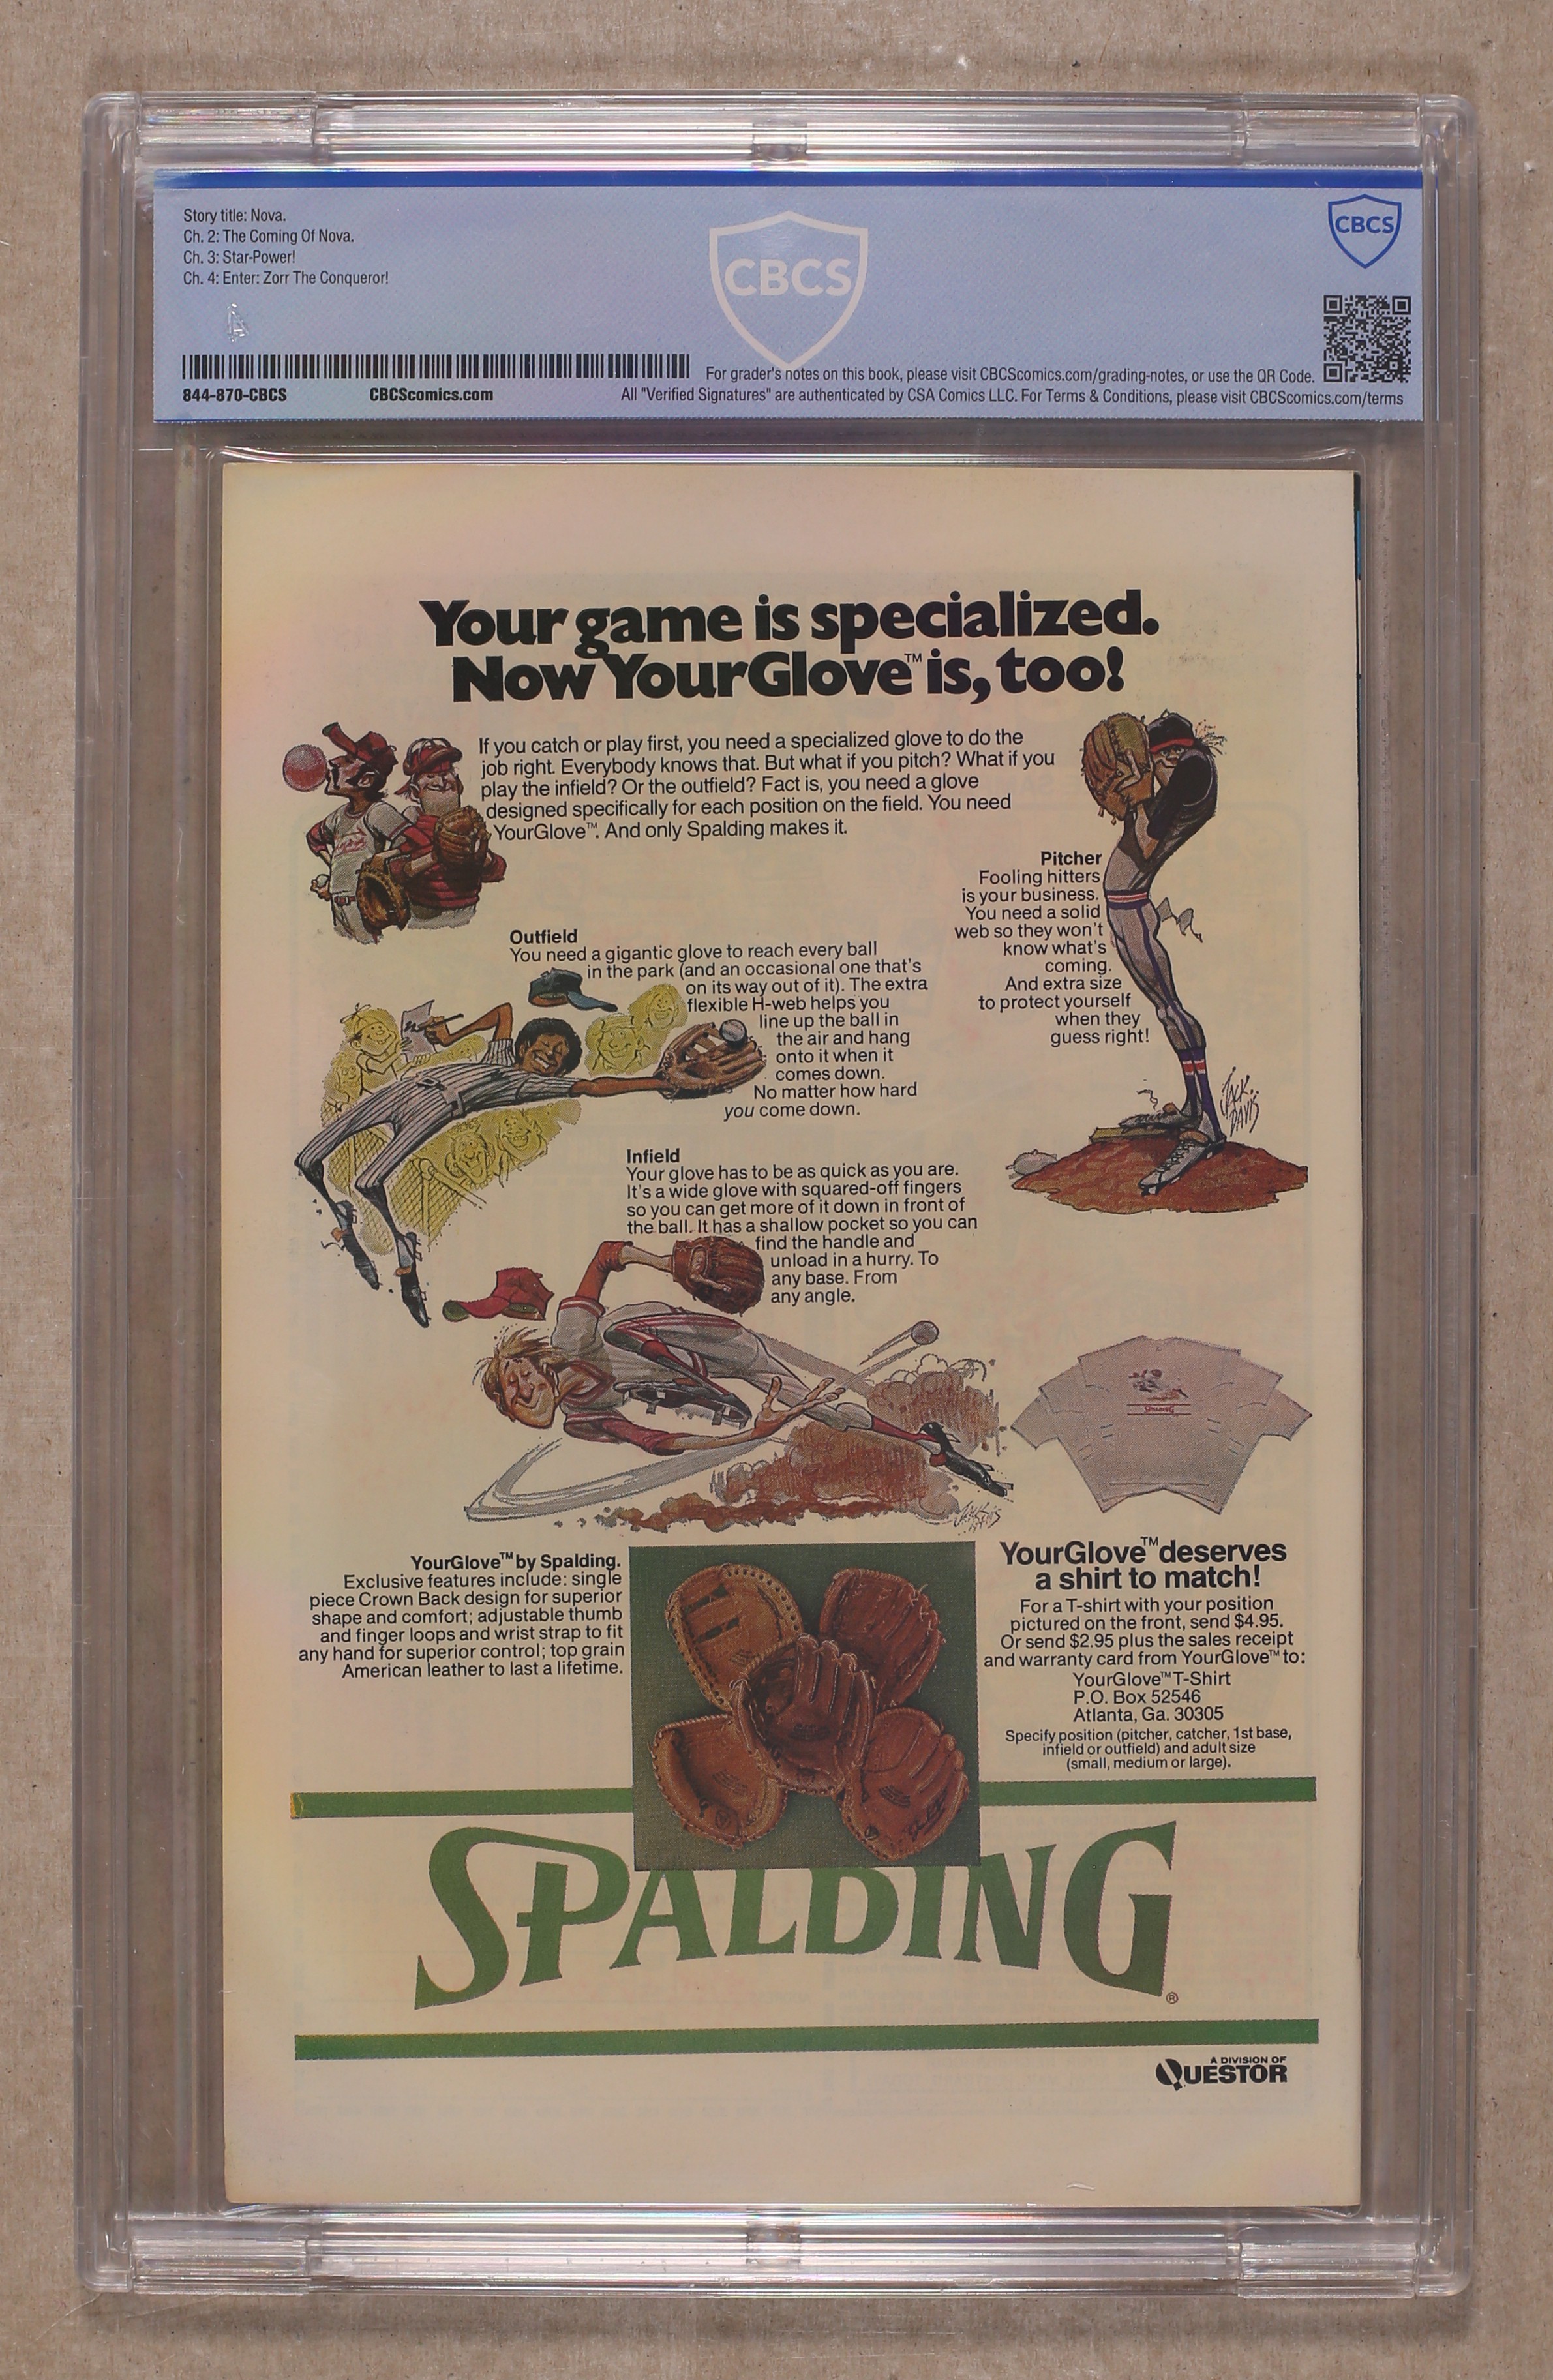 Story title: Nova.
Ch. 2: The Coming Of Nova.
Ch. 3: Star-Power!
Ch. 4: Enter: Zorr The Conqueror!
CBCS
CBCS
844-870-CBCS
CBCScomics.com
For grader's notes on this book, please visit CBCScomics.com/grading-notes, or use the QR Code.
All "Verified Signatures" are authenticated by CSA Comics LLC. For Terms & Conditions, please visit CBCScomics.com/terms
Your game is specialized.
Now YourGlove™ is, too!
If you catch or play first, you need a specialized glove to do the
job right. Everybody knows that. But what if you pitch? What if you
play the infield? Or the outfield? Fact is, you need a glove
designed specifically for each position on the field. You need
YourGlove™. And only Spalding makes it.
Pitcher
Fooling hitters
is your business.
You need a solid
web so they won't
know what's
coming.
And extra size
to protect yourself
when they
guess right!
JACK
DAVIS
Outfield
You need a gigantic glove to reach every ball
in the park (and an occasional one that's
on its way out of it). The extra
flexible H-web helps you
line up the ball in
the air and hang
onto it when it
comes down.
No matter how hard
you come down.
Infield
Your glove has to be as quick as you are.
It's a wide glove with squared-off fingers
so you can get more of it down in front of
the ball. It has a shallow pocket so you can
find the handle and
unload in a hurry. To
any base. From
any angle.
JACK DAVIS
SPALDING
YourGlove™ by Spalding.
Exclusive features include: single
piece Crown Back design for superior
shape and comfort; adjustable thumb
and finger loops and wrist strap to fit
any hand for superior control; top grain
American leather to last a lifetime.
YourGlove™ deserves
a shirt to match!
For a T-shirt with your position
pictured on the front, send $4.95.
Or send $2.95 plus the sales receipt
and warranty card from YourGlove™ to:
YourGlove™ T-Shirt
P.O. Box 52546
Atlanta, Ga. 30305
Specify position (pitcher, catcher, 1st base,
infield or outfield) and adult size
(small, medium or large).
SPALDING®
A DIVISION OF
QUESTOR